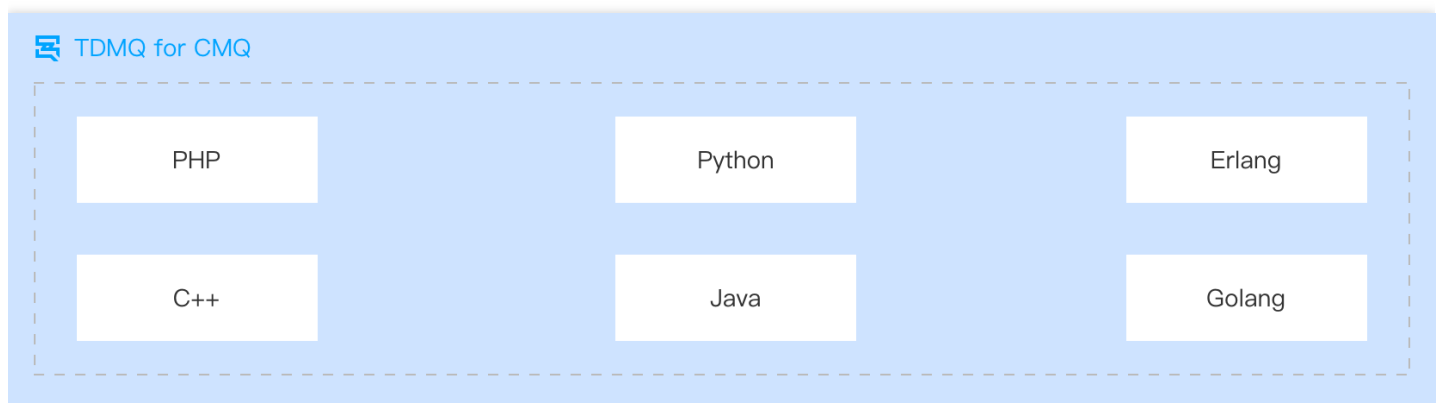 TDMQ for CMQ
PHP
Python
Erlang
C++
Java
Golang